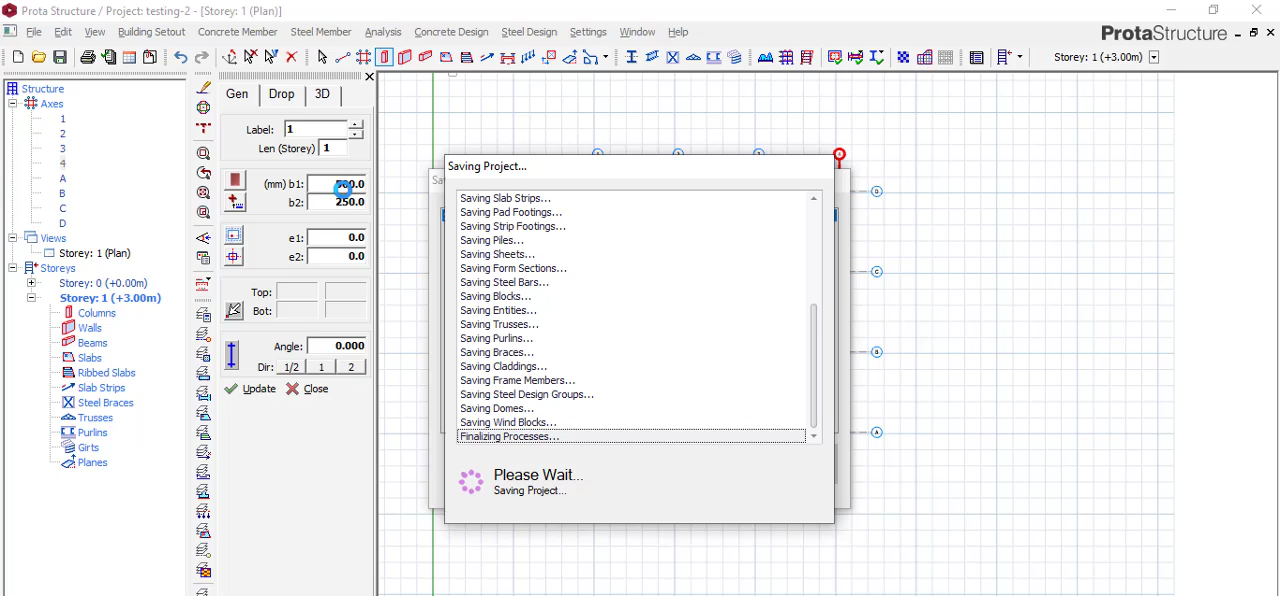 Prota Structure / Project: testing-2 - [Storey: 1 (Plan)]
File Edit View Building Setout Concrete Member Steel Member Analysis Concrete Design Steel Design Settings Window Help
ProtaStructure
Storey: 1 (+3.00m)
Structure
Axes
1
2
3
4
A
B
C
D
Views
Storey: 1 (Plan)
Storeys
Storey: 0 (+0.00m)
Storey: 1 (+3.00m)
Columns
Walls
Beams
Slabs
Ribbed Slabs
Slab Strips
Steel Braces
Trusses
Purlins
Girts
Planes
Gen Drop 3D
Label: 1
Len (Storey) 1
(mm) b1:
b2: 250.0
e1: 0.0
e2: 0.0
Top:
Bot:
Angle: 0.000
Dir: 1/2 1 2
Update Close
Saving Project...
Saving Slab Strips...
Saving Pad Footings...
Saving Strip Footings...
Saving Piles...
Saving Sheets...
Saving Form Sections...
Saving Steel Bars...
Saving Blocks...
Saving Entities...
Saving Trusses...
Saving Purlins...
Saving Braces...
Saving Claddings...
Saving Frame Members...
Saving Steel Design Groups...
Saving Domes...
Saving Wind Blocks...
Finalizing Processes...
Please Wait...
Saving Project...
D
C
B
A